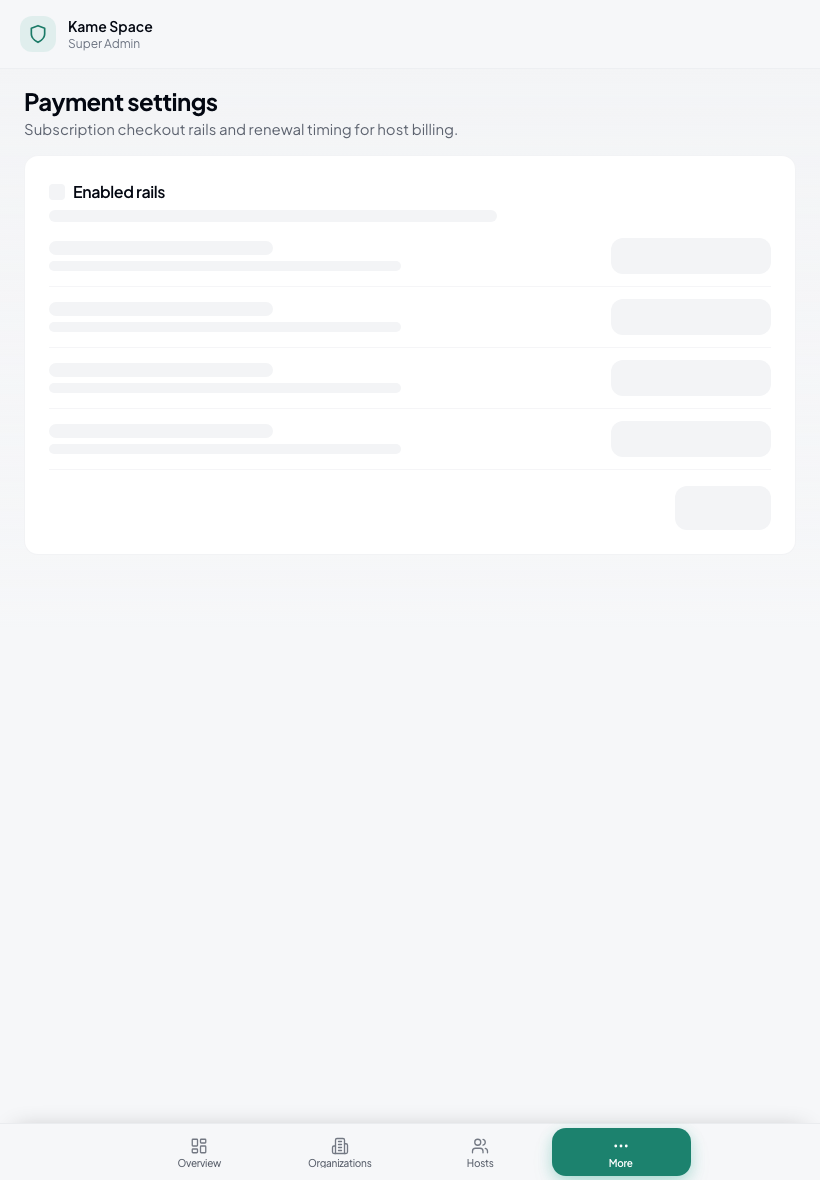 Kame Space
Super Admin
Payment settings
Subscription checkout rails and renewal timing for host billing.
Enabled rails
Overview
Organizations
Hosts
More